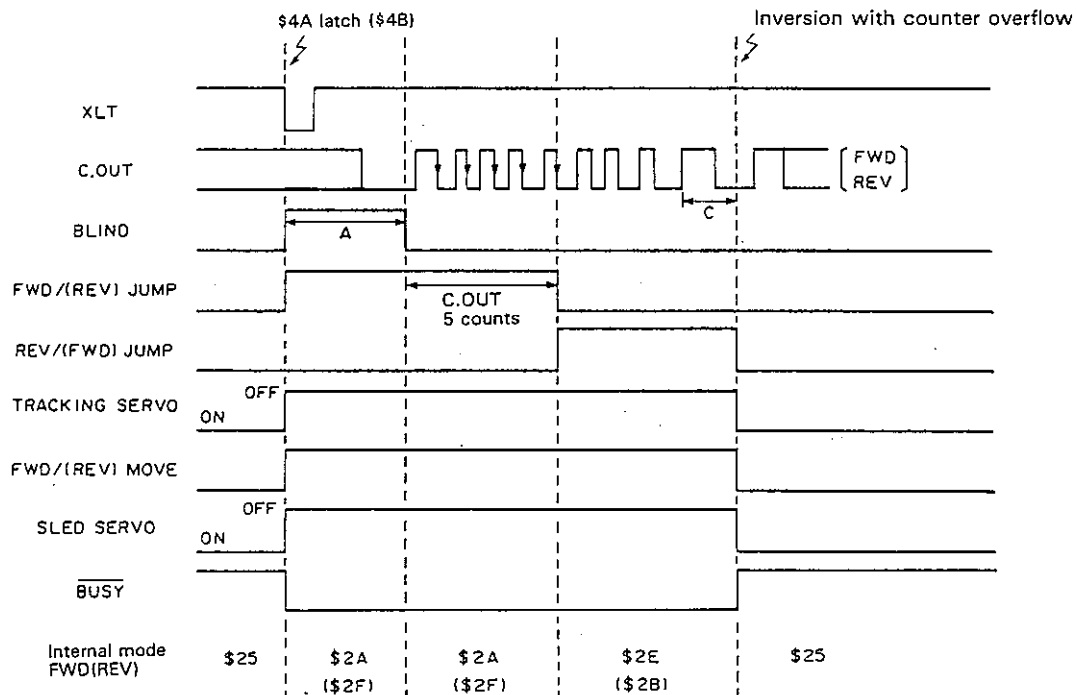 $4A latch ($4B)
Inversion with counter overflow
XLT
C.OUT
FWD
REV
C
BLIND
A
FWD/(REV) JUMP
C.OUT
5 counts
REV/(FWD) JUMP
OFF
TRACKING SERVO
ON
FWD/(REV) MOVE
OFF
SLED SERVO
ON
BUSY
Internal mode
FWD(REV)
$25 $2A $2A $2E $25
($2F) ($2F) ($2B)